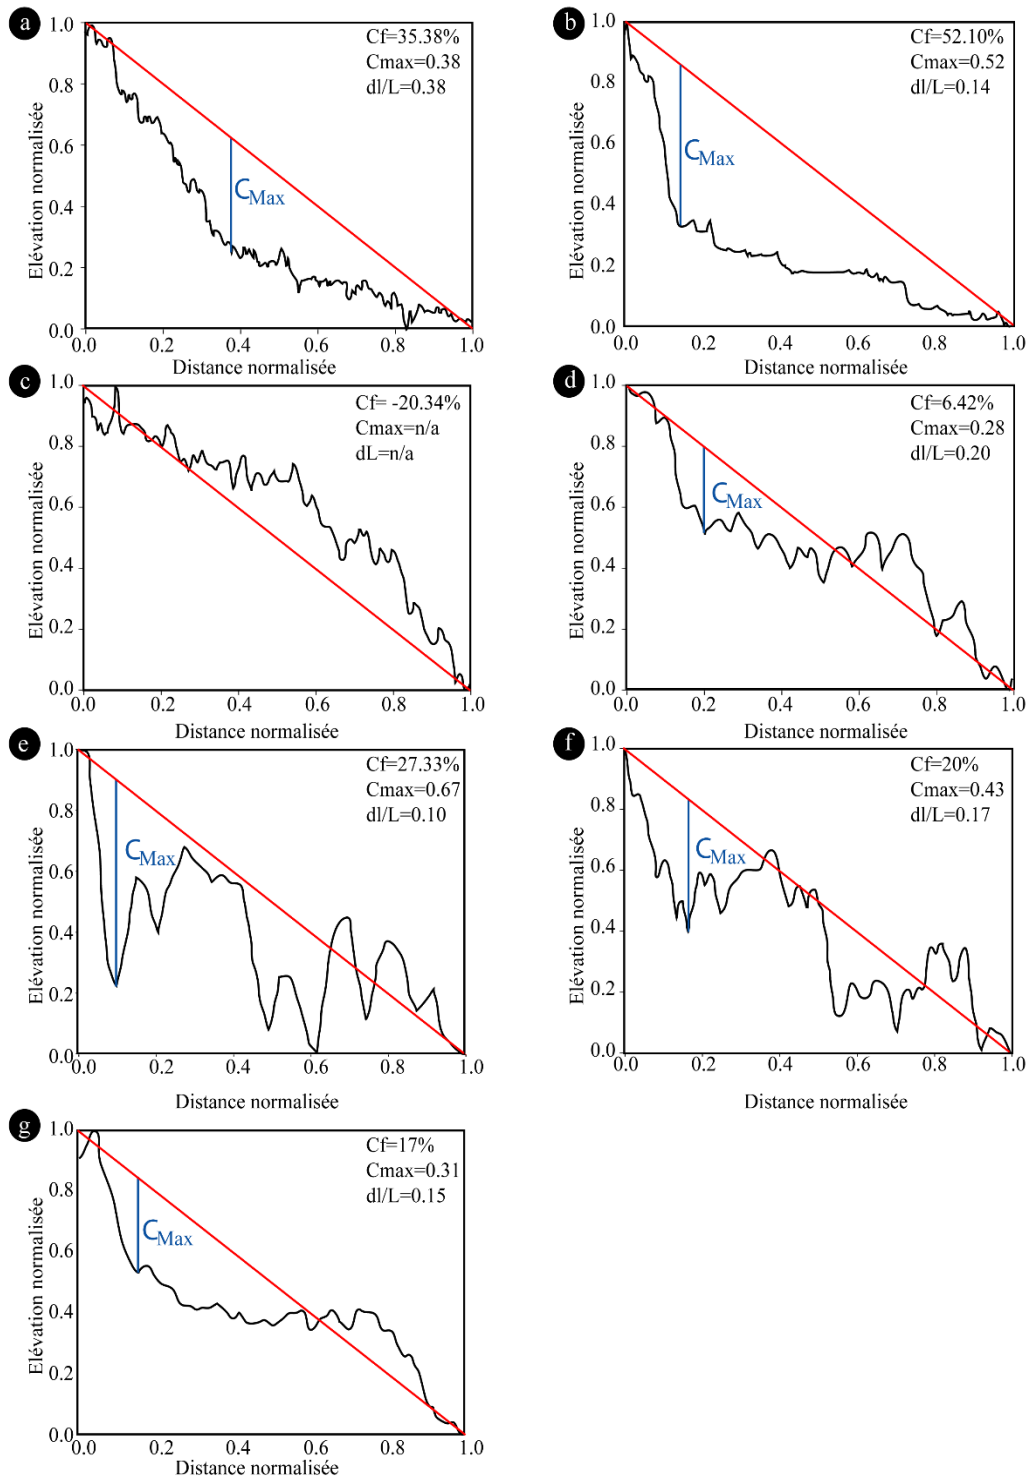 a
1.0
0.8
0.6
0.4
0.2
0.0
Elévation normalisée
Cf=35.38%
Cmax=0.38
dl/L=0.38
CMax
0.0 0.2 0.4 0.6 0.8 1.0
Distance normalisée
b
1.0
0.8
0.6
0.4
0.2
0.0
Elévation normalisée
Cf=52.10%
Cmax=0.52
dl/L=0.14
CMax
0.0 0.2 0.4 0.6 0.8 1.0
Distance normalisée
c
1.0
0.8
0.6
0.4
0.2
0.0
Elévation normalisée
Cf= -20.34%
Cmax=n/a
dL=n/a
0.0 0.2 0.4 0.6 0.8 1.0
Distance normalisée
d
1.0
0.8
0.6
0.4
0.2
0.0
Elévation normalisée
Cf=6.42%
Cmax=0.28
dl/L=0.20
CMax
0.0 0.2 0.4 0.6 0.8 1.0
Distance normalisée
e
1.0
0.8
0.6
0.4
0.2
0.0
Elévation normalisée
Cf=27.33%
Cmax=0.67
dl/L=0.10
CMax
0.0 0.2 0.4 0.6 0.8 1.0
Distance normalisée
f
1.0
0.8
0.6
0.4
0.2
0.0
Elévation normalisée
Cf=20%
Cmax=0.43
dl/L=0.17
CMax
0.0 0.2 0.4 0.6 0.8 1.0
Distance normalisée
g
1.0
0.8
0.6
0.4
0.2
0.0
Elévation normalisée
Cf=17%
Cmax=0.31
dl/L=0.15
CMax
0.0 0.2 0.4 0.6 0.8 1.0
Distance normalisée